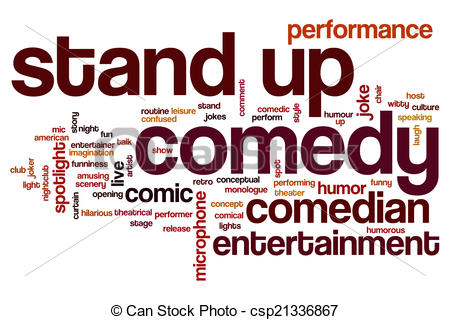 performance
stand up
comedy
comedian
entertainment
comic
humor
microphone
spotlight
live
joke
chair
host
witty culture
speaking
laugh
humour
up
funny
comment
comedic
perform
style
routine leisure
confused
stand
jokes
story
night
mic
fun
american
entertainer
talk
imagination
funniness
artist
show
club
joker
light
nightclub
amusing
scenery
curtain
opening
retro
conceptual
monologue
spot
performing
theater
hilarious
theatrical
performer
stage
release
concept
comical
lights
humorous
© Can Stock Photo - csp21336867